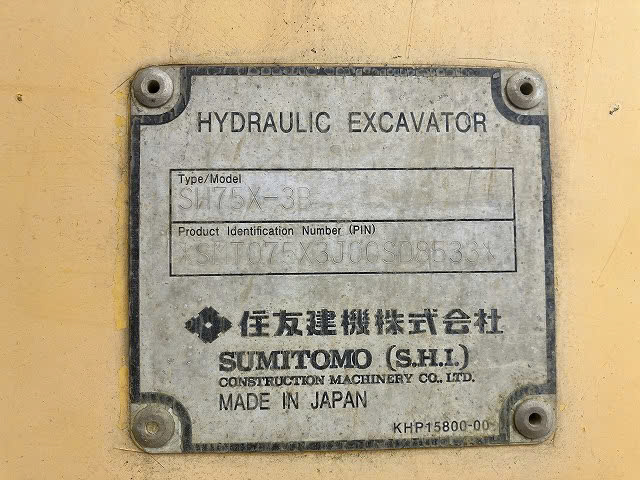 HYDRAULIC EXCAVATOR
Type/Model
SH75X-3B
Product Identification Number (PIN)
住友建機株式会社
SUMITOMO (S.H.I.)
CONSTRUCTION MACHINERY CO., LTD.
MADE IN JAPAN
KHP15800-00